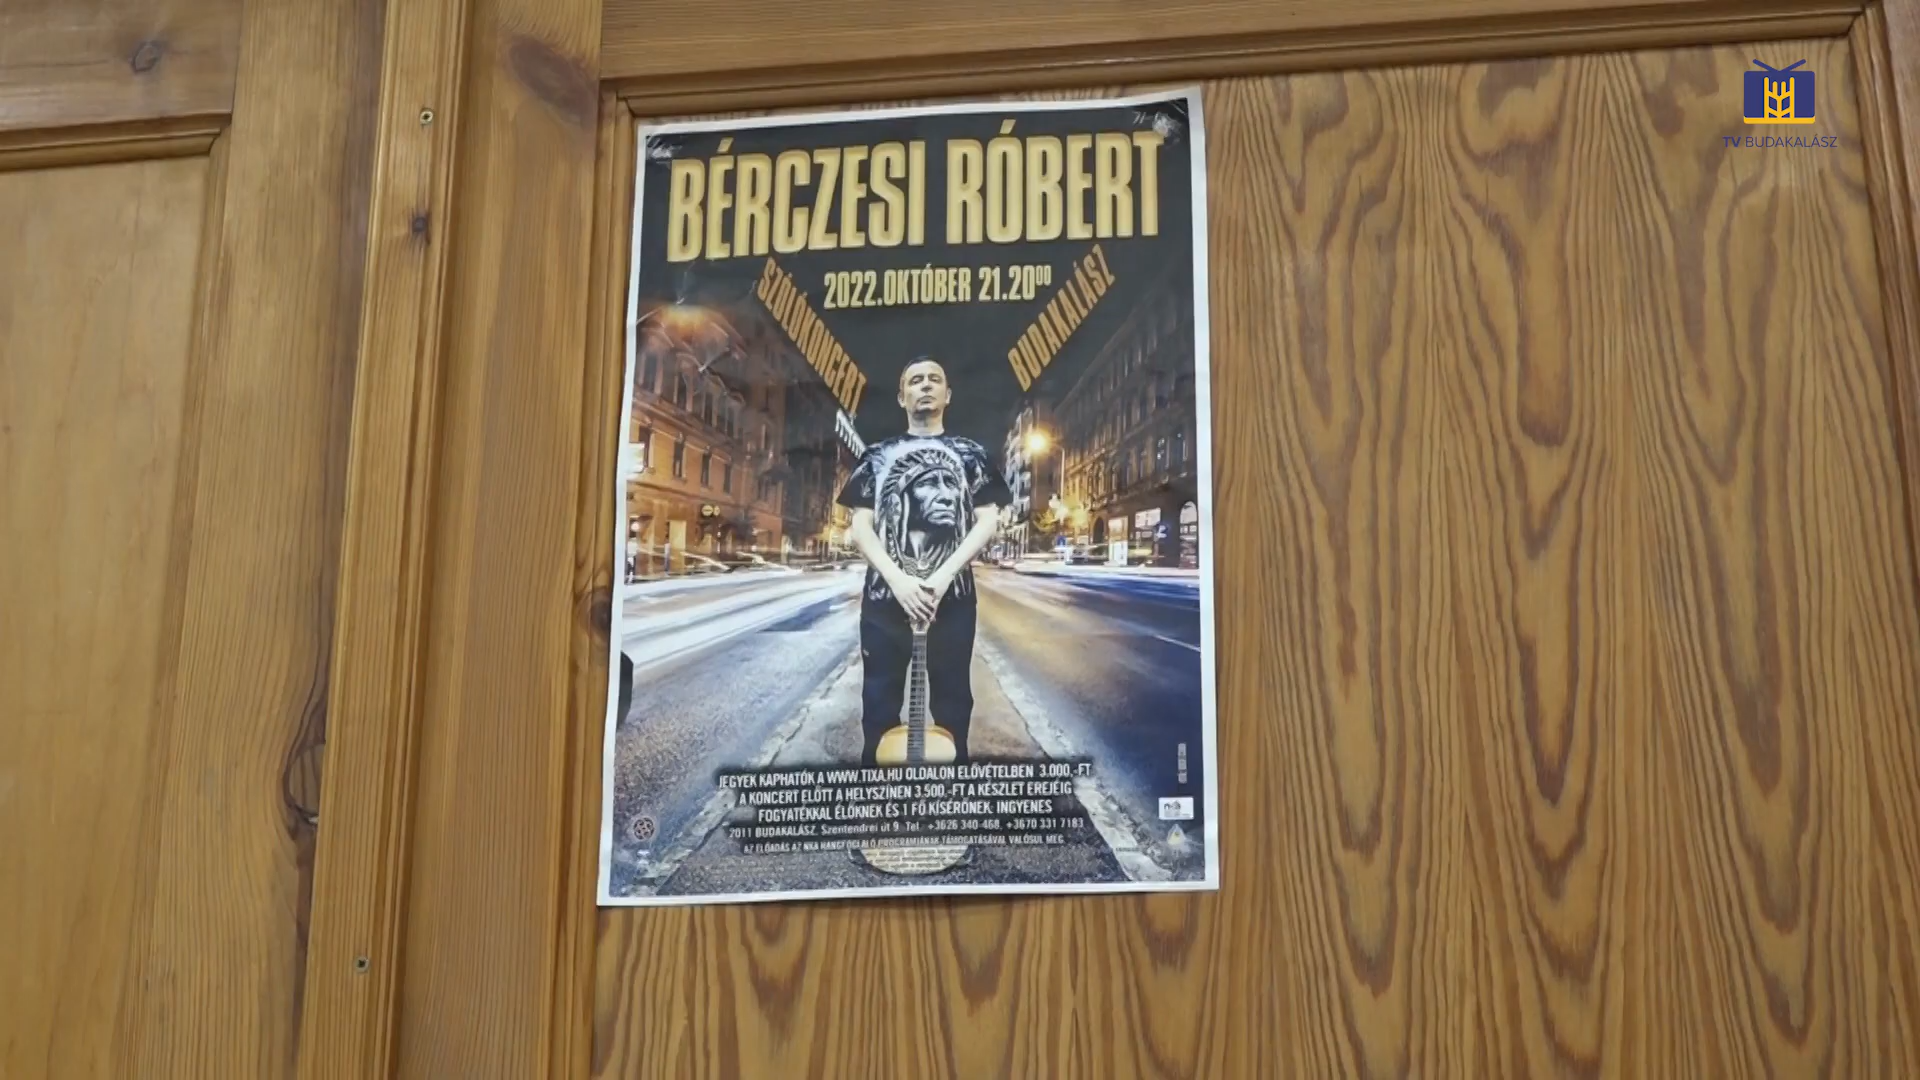 BÉRCZESI RÓBERT
2022.OKTÓBER 21.20⁰⁰
SZÓLÓKONCERT
BUDAKALÁSZ
JEGYEK KAPHATÓK A WWW.TIXA.HU OLDALON ELŐVÉTELBEN 3.000,-FT
A KONCERT ELŐTT A HELYSZÍNEN 3.500,-FT A KÉSZLET EREJÉIG
FOGYATÉKKAL ÉLŐKNEK ÉS 1 FŐ KÍSÉRŐNEK: INGYENES
2011 BUDAKALÁSZ, Szentendrei út 9. Tel.: +3626 340-468, +3670 331 7183
AZ ELŐADÁS AZ NKA HANGFOGLALÓ PROGRAMJÁNAK TÁMOGATÁSÁVAL VALÓSUL MEG.
TV BUDAKALÁSZ